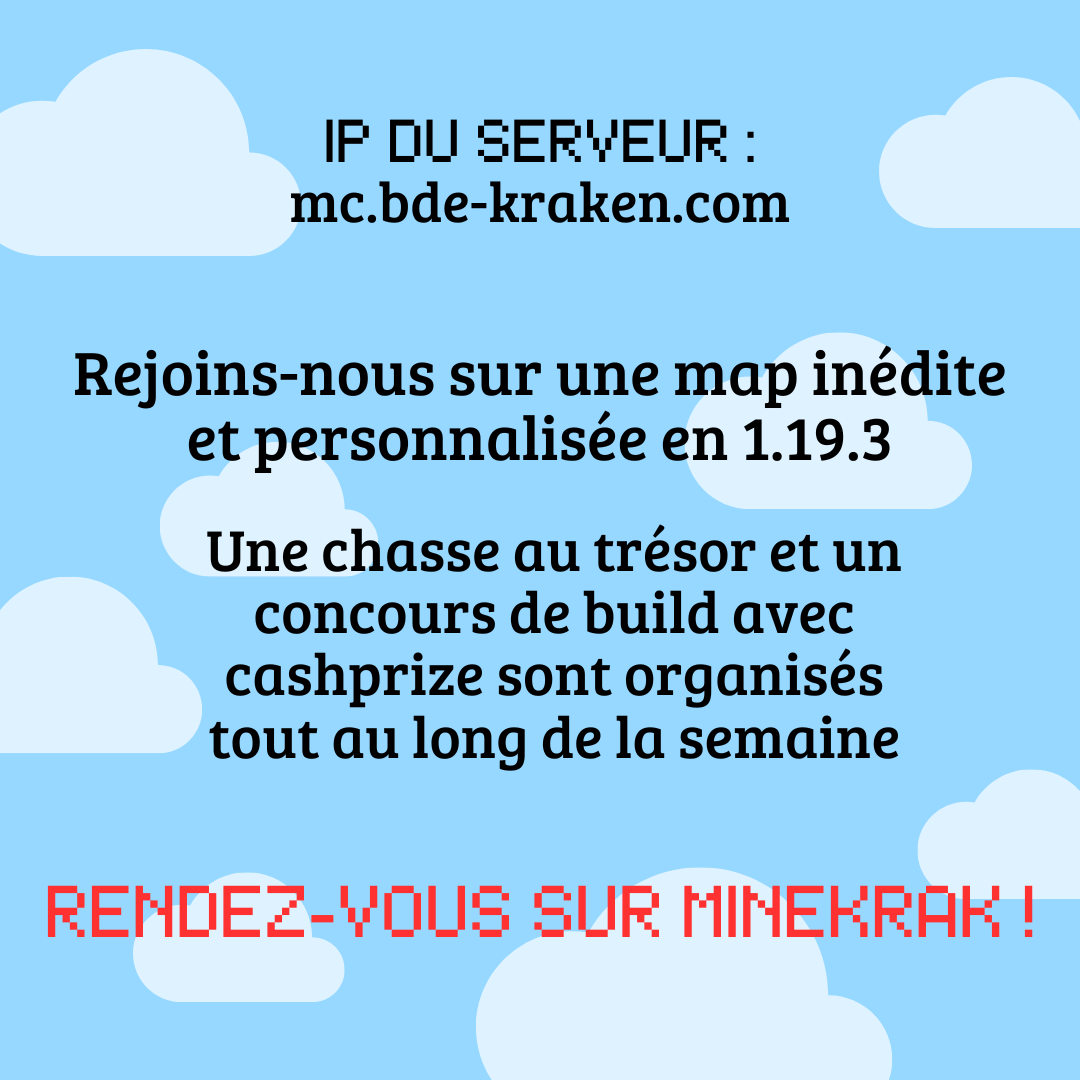 IP DU SERVEUR :
mc.bde-kraken.com
Rejoins-nous sur une map inédite
et personnalisée en 1.19.3
Une chasse au trésor et un
concours de build avec
cashprize sont organisés
tout au long de la semaine
RENDEZ-VOUS SUR MINEKRAK !